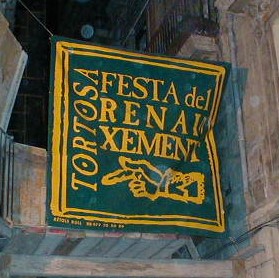 TORTOSA
FESTA del
RENAI
XEMENT